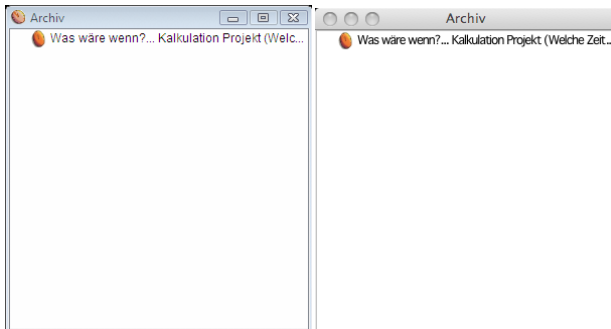 Archiv
Was wäre wenn?... Kalkulation Projekt (Welc...
Archiv
Was wäre wenn?... Kalkulation Projekt (Welche Zeit...